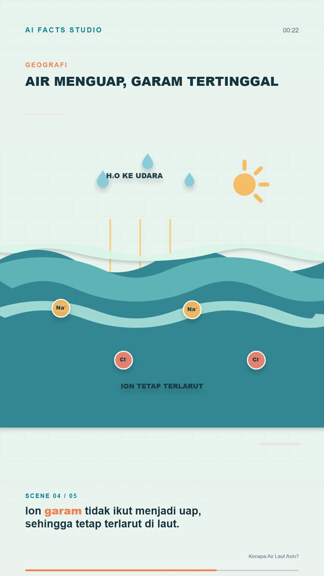 AI FACTS STUDIO
00:22
GEOGRAFI
AIR MENGUAP, GARAM TERTINGGAL
H₂O KE UDARA
Na⁺
Na⁺
Cl⁻
Cl⁻
ION TETAP TERLARUT
SCENE 04 / 05
Ion garam tidak ikut menjadi uap,
sehingga tetap terlarut di laut.
Kenapa Air Laut Asin?